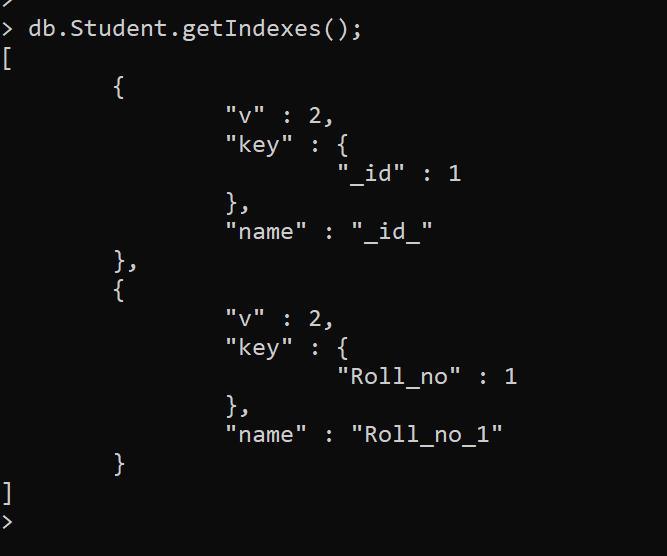 >
> db.Student.getIndexes();
[
        {
                "v" : 2,
                "key" : {
                        "_id" : 1
                },
                "name" : "_id_"
        },
        {
                "v" : 2,
                "key" : {
                        "Roll_no" : 1
                },
                "name" : "Roll_no_1"
        }
]
>